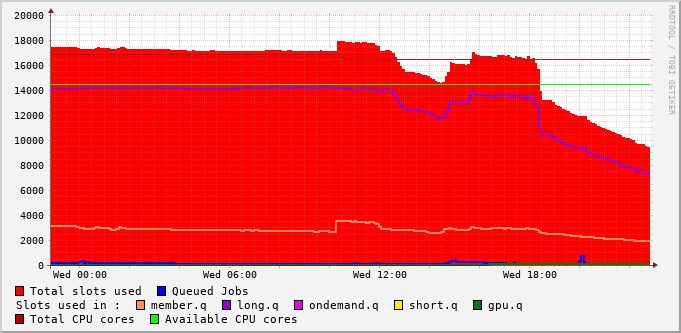 20000
18000
16000
14000
12000
10000
8000
6000
4000
2000
0
Wed 00:00 Wed 06:00 Wed 12:00 Wed 18:00
Total slots used Queued Jobs
Slots used in : member.q long.q ondemand.q short.q gpu.q
Total CPU cores Available CPU cores
RRDTOOL / TOBI OETIKER